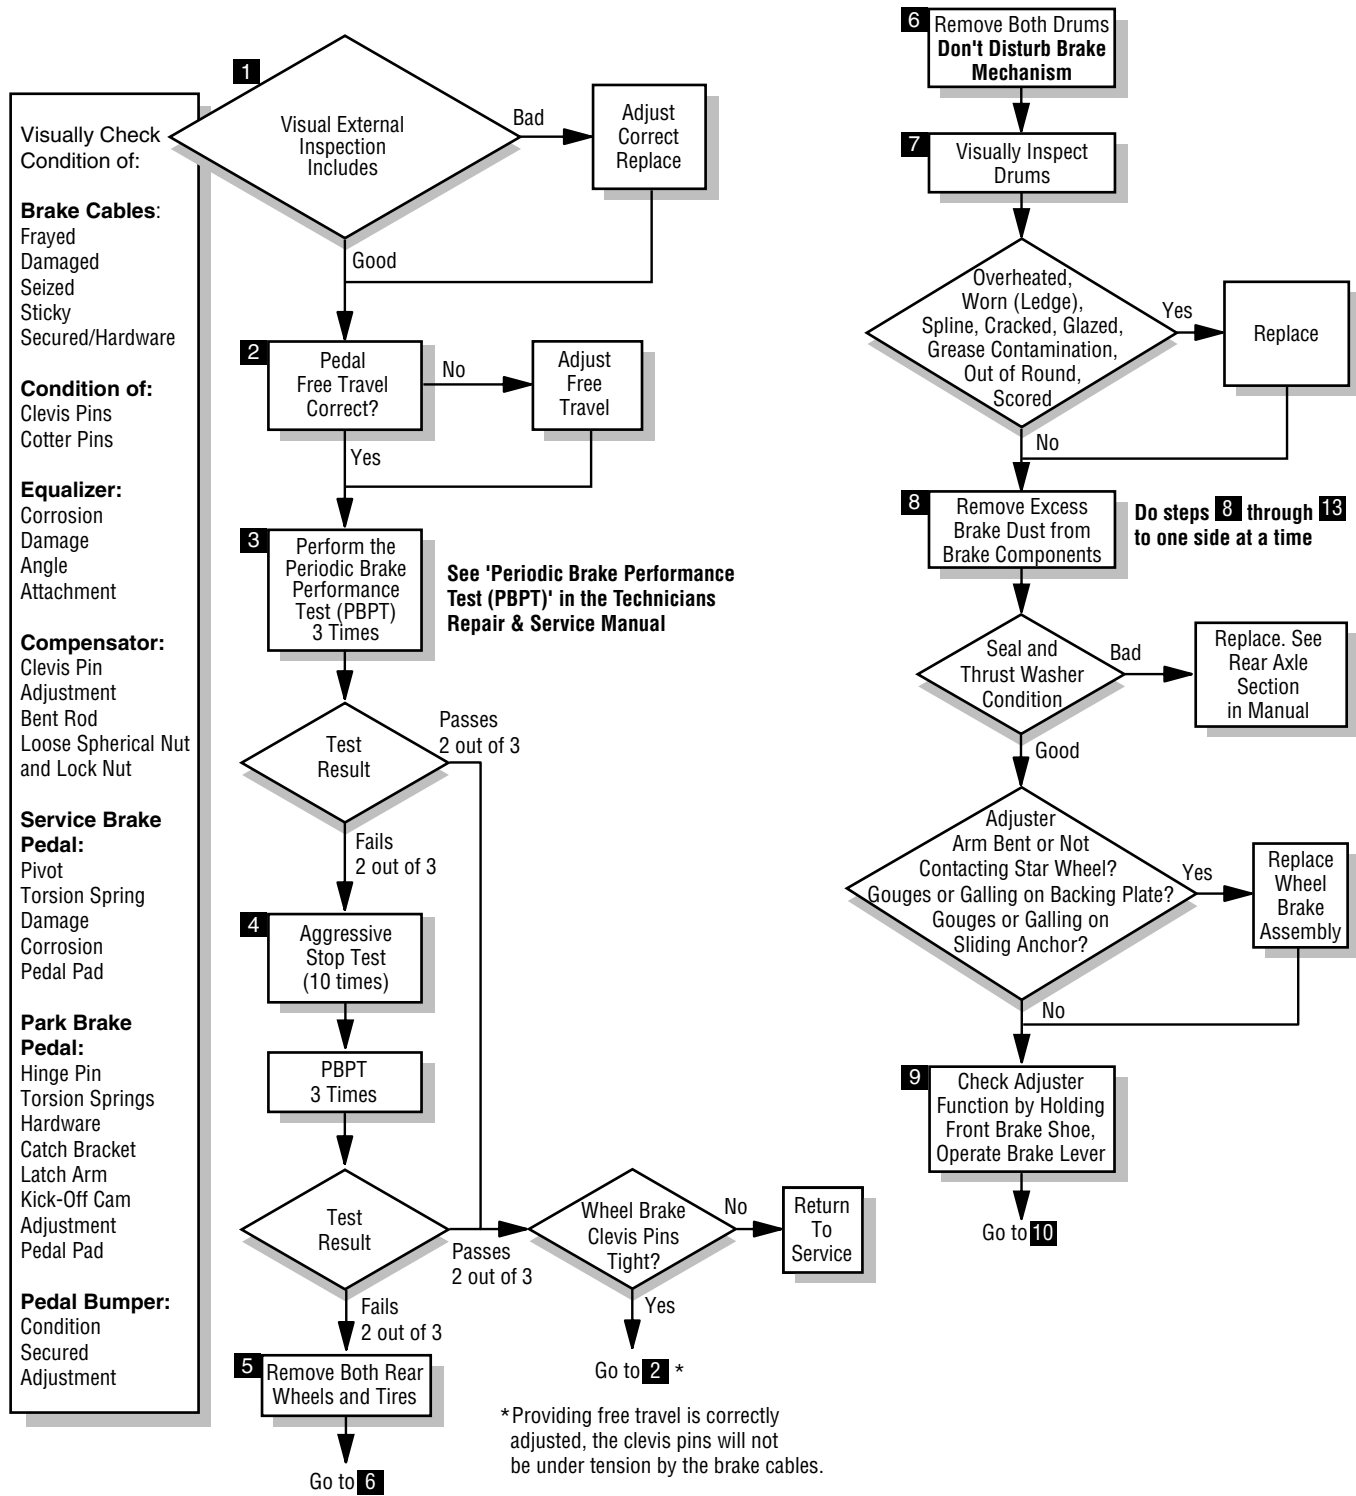 Visually Check
Condition of:
Brake Cables:
Frayed
Damaged
Seized
Sticky
Secured/Hardware
Condition of:
Clevis Pins
Cotter Pins
Equalizer:
Corrosion
Damage
Angle
Attachment
Compensator:
Clevis Pin
Adjustment
Bent Rod
Loose Spherical Nut
and Lock Nut
Service Brake
Pedal:
Pivot
Torsion Spring
Damage
Corrosion
Pedal Pad
Park Brake
Pedal:
Hinge Pin
Torsion Springs
Hardware
Catch Bracket
Latch Arm
Kick-Off Cam
Adjustment
Pedal Pad
Pedal Bumper:
Condition
Secured
Adjustment
1
Visual External
Inspection
Includes
Bad
Adjust
Correct
Replace
Good
2
Pedal
Free Travel
Correct?
No
Adjust
Free
Travel
Yes
3
Perform the
Periodic Brake
Performance
Test (PBPT)
3 Times
See 'Periodic Brake Performance
Test (PBPT)' in the Technicians
Repair & Service Manual
Test
Result
Passes
2 out of 3
Fails
2 out of 3
4
Aggressive
Stop Test
(10 times)
PBPT
3 Times
Test
Result
Passes
2 out of 3
Fails
2 out of 3
Wheel Brake
Clevis Pins
Tight?
No
Return
To
Service
Yes
Go to 2 *
*Providing free travel is correctly
adjusted, the clevis pins will not
be under tension by the brake cables.
5
Remove Both Rear
Wheels and Tires
Go to 6
6
Remove Both Drums
Don't Disturb Brake
Mechanism
7
Visually Inspect
Drums
Overheated,
Worn (Ledge),
Spline, Cracked, Glazed,
Grease Contamination,
Out of Round,
Scored
Yes
Replace
No
8
Remove Excess
Brake Dust from
Brake Components
Do steps 8 through 13
to one side at a time
Seal and
Thrust Washer
Condition
Bad
Replace. See
Rear Axle
Section
in Manual
Good
Adjuster
Arm Bent or Not
Contacting Star Wheel?
Gouges or Galling on Backing Plate?
Gouges or Galling on
Sliding Anchor?
Yes
Replace
Wheel
Brake
Assembly
No
9
Check Adjuster
Function by Holding
Front Brake Shoe,
Operate Brake Lever
Go to 10